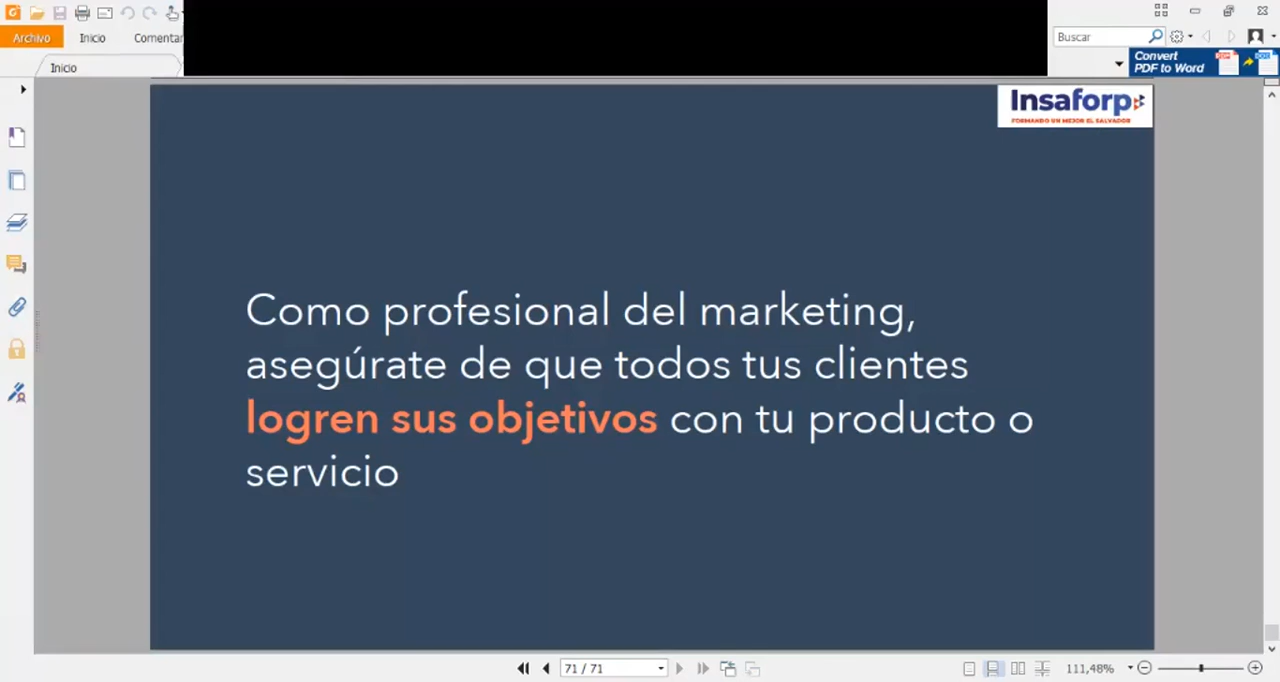 Archivo
Inicio
Comentar
Buscar
Inicio
Convert
PDF to Word
Insaforp
FORMANDO UN MEJOR EL SALVADOR
Como profesional del marketing,
asegúrate de que todos tus clientes
logren sus objetivos con tu producto o
servicio
71 / 71
111,48%